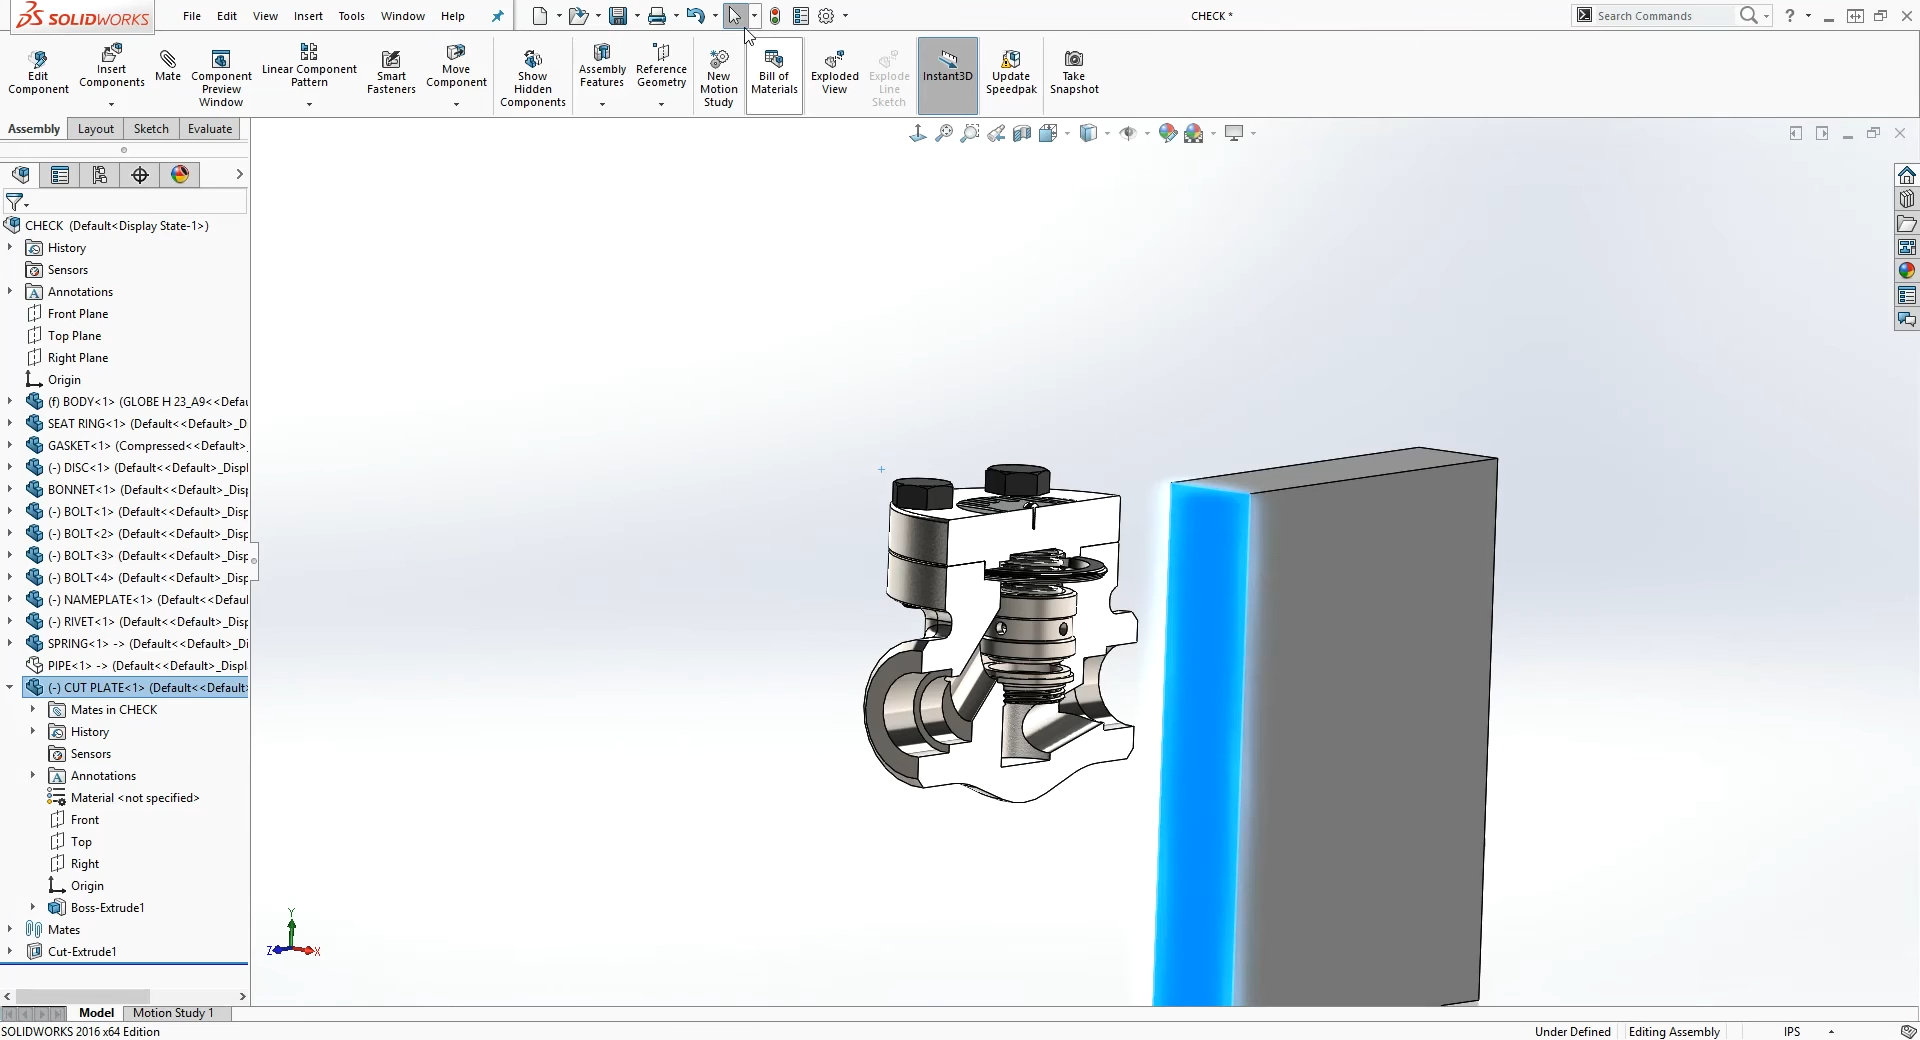 SOLIDWORKS
File Edit View Insert Tools Window Help
CHECK *
Search Commands
Edit Component
Insert Components
Mate
Component Preview Window
Linear Component Pattern
Smart Fasteners
Move Component
Show Hidden Components
Assembly Features
Reference Geometry
New Motion Study
Bill of Materials
Exploded View
Explode Line Sketch
Instant3D
Update Speedpak
Take Snapshot
Assembly Layout Sketch Evaluate
CHECK (Default<Display State-1>)
History
Sensors
Annotations
Front Plane
Top Plane
Right Plane
Origin
(f) BODY<1> (GLOBE H 23_A9<<Defau
SEAT RING<1> (Default<<Default>_D
GASKET<1> (Compressed<<Default>_
(-) DISC<1> (Default<<Default>_Displ
BONNET<1> (Default<<Default>_Disp
(-) BOLT<1> (Default<<Default>_Disp
(-) BOLT<2> (Default<<Default>_Disp
(-) BOLT<3> (Default<<Default>_Disp
(-) BOLT<4> (Default<<Default>_Disp
(-) NAMEPLATE<1> (Default<<Defaul
(-) RIVET<1> (Default<<Default>_Disp
SPRING<1> -> (Default<<Default>_Di
PIPE<1> -> (Default<<Default>_Displ
(-) CUT PLATE<1> (Default<<Default>
Mates in CHECK
History
Sensors
Annotations
Material <not specified>
Front
Top
Right
Origin
Boss-Extrude1
Mates
Cut-Extrude1
Y
Z X
Model Motion Study 1
SOLIDWORKS 2016 x64 Edition
Under Defined Editing Assembly IPS